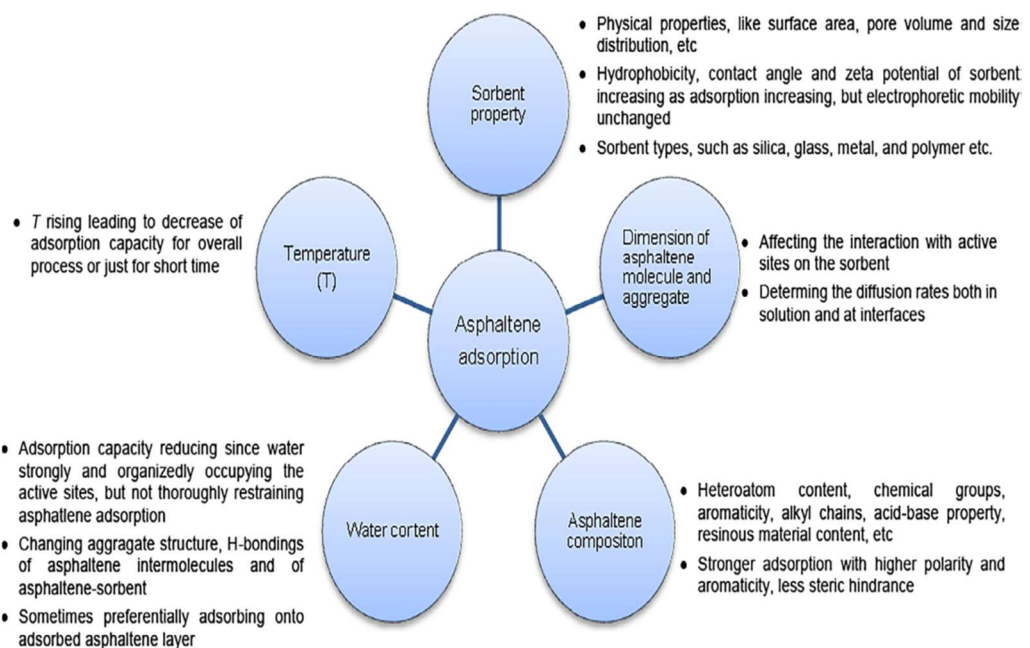 Sorbent
property
• Physical properties, like surface area, pore volume and size
distribution, etc
• Hydrophobicity, contact angle and zeta potential of sorbent
increasing as adsorption increasing, but electrophoretic mobility
unchanged
• Sorbent types, such as silica, glass, metal, and polymer etc.
• T rising leading to decrease of
adsorption capacity for overall
process or just for short time
Temperature
(T)
Dimension of
asphaltene
molecule and
aggregate
• Affecting the interaction with active
sites on the sorbent
• Determing the diffusion rates both in
solution and at interfaces
Asphaltene
adsorption
• Adsorption capacity reducing since water
strongly and organizedly occupying the
active sites, but not thoroughly restraining
asphatlene adsorption
• Changing aggragate structure, H-bondings
of asphaltene intermolecules and of
asphaltene-sorbent
• Sometimes preferentially adsorbing onto
adsorbed asphaltene layer
Water cortent
Asphaltene
compositon
• Heteroatom content, chemical groups,
aromaticity, alkyl chains, acid-base property,
resinous material content, etc
• Stronger adsorption with higher polarity and
aromaticity, less steric hindrance